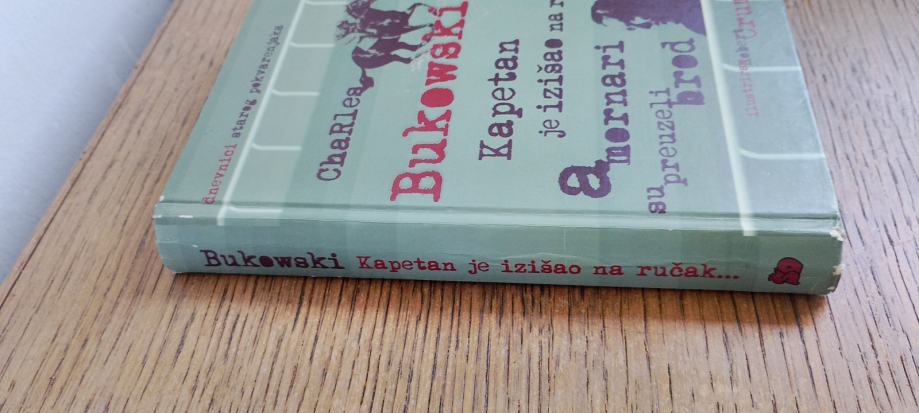 dnevnici starog pokvarenjaka
Charles
Bukowski
Kapetan
je izišao na r
a mornari
su preuzeli
brod
Bukowski Kapetan je izišao na ručak...